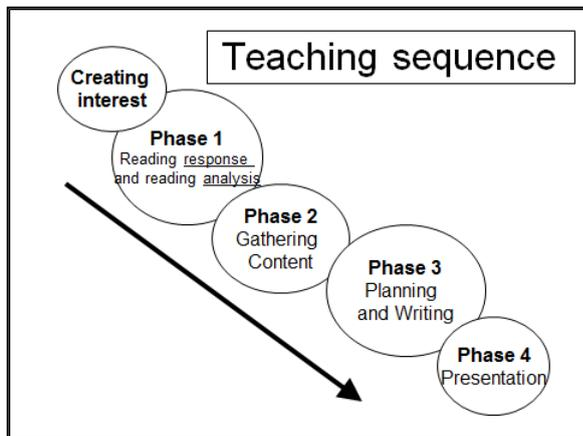 Teaching sequence
Creating
interest
Phase 1
Reading response
and reading analysis
Phase 2
Gathering
Content
Phase 3
Planning
and Writing
Phase 4
Presentation